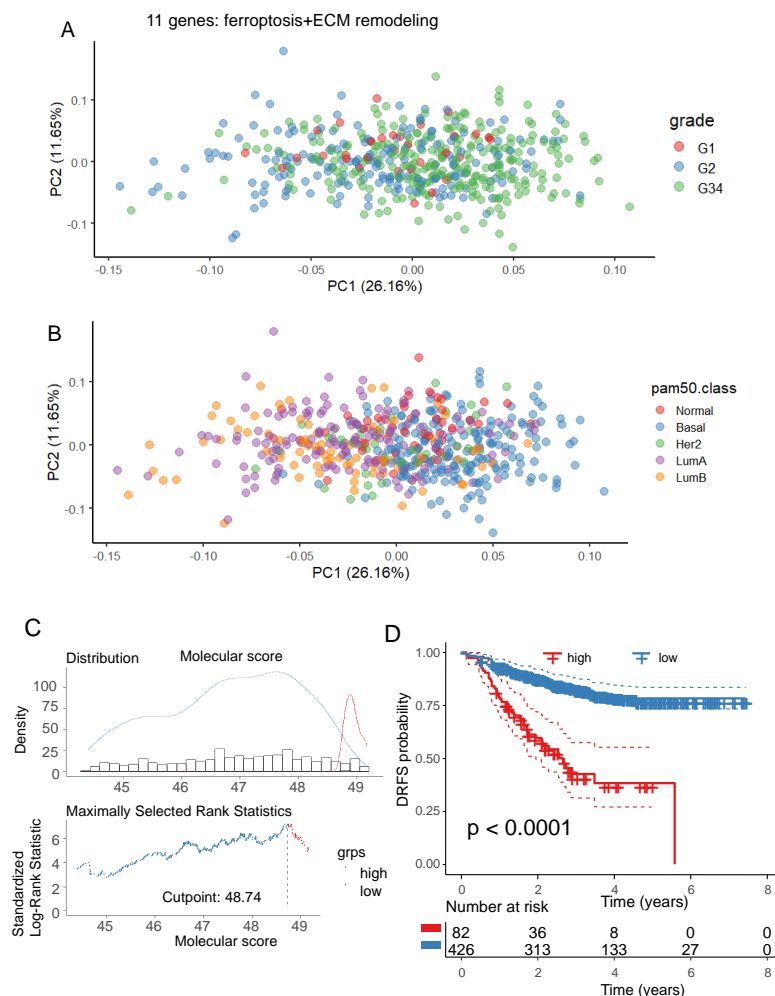 11 genes: ferroptosis+ECM remodeling
A
PC2 (11.65%)
0.1
0.0
-0.1
-0.15
-0.10
-0.05
0.00
0.05
0.10
PC1 (26.16%)
grade
G1
G2
G34
B
PC2 (11.65%)
0.1
0.0
-0.1
-0.15
-0.10
-0.05
0.00
0.05
0.10
PC1 (26.16%)
pam50.class
Normal
Basal
Her2
LumA
LumB
C
Distribution
Molecular score
Density
100
75
50
25
0
45
46
47
48
49
Maximally Selected Rank Statistics
Standardized
Log-Rank Statistic
6
4
2
0
Cutpoint: 48.74
45
46
47
48
49
Molecular score
grps
high
low
D
high
low
DRFS probability
1.00
0.75
0.50
0.25
0.00
p < 0.0001
0
2
4
6
8
Time (years)
Number at risk
82 36 8 0 0
426 313 133 27 0
0
2
4
6
8
Time (years)